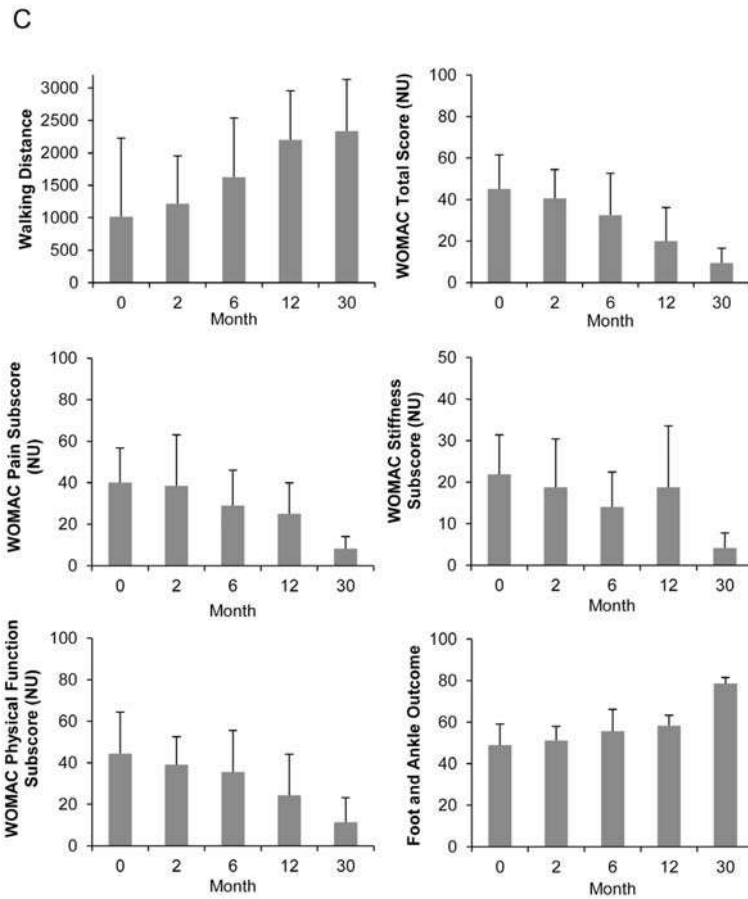 C
Walking Distance
3000
2500
2000
1500
1000
500
0
0 2 6 12 30
Month
WOMAC Total Score (NU)
100
80
60
40
20
0
0 2 6 12 30
Month
WOMAC Pain Subscore
(NU)
100
80
60
40
20
0
0 2 6 12 30
Month
WOMAC Stiffness
Subscore (NU)
50
40
30
20
10
0
0 2 6 12 30
Month
WOMAC Physical Function
Subscore (NU)
100
80
60
40
20
0
0 2 6 12 30
Month
Foot and Ankle Outcome
100
80
60
40
20
0
0 2 6 12 30
Month